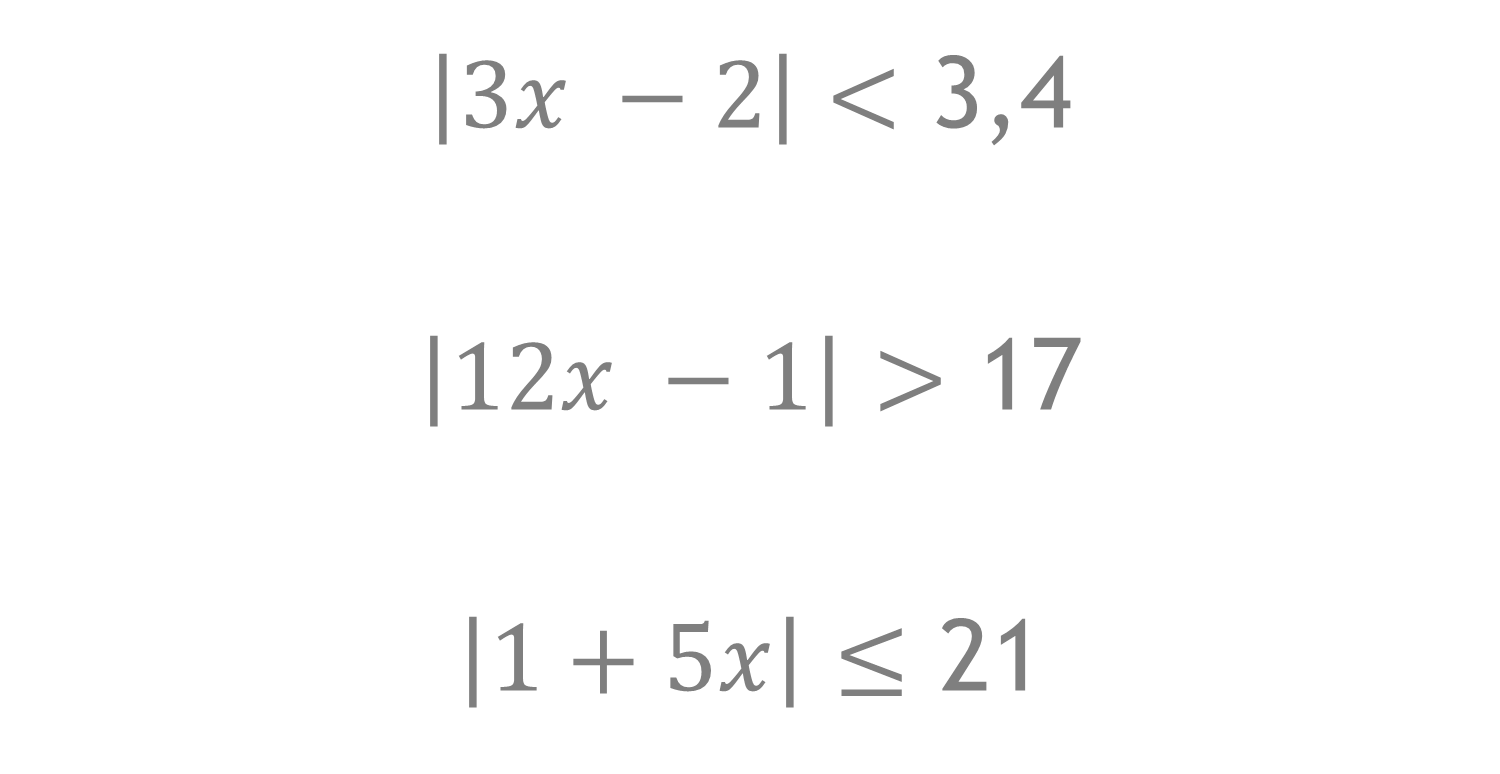 |3x − 2| < 3,4
|12x − 1| > 17
|1 + 5x| ≤ 21